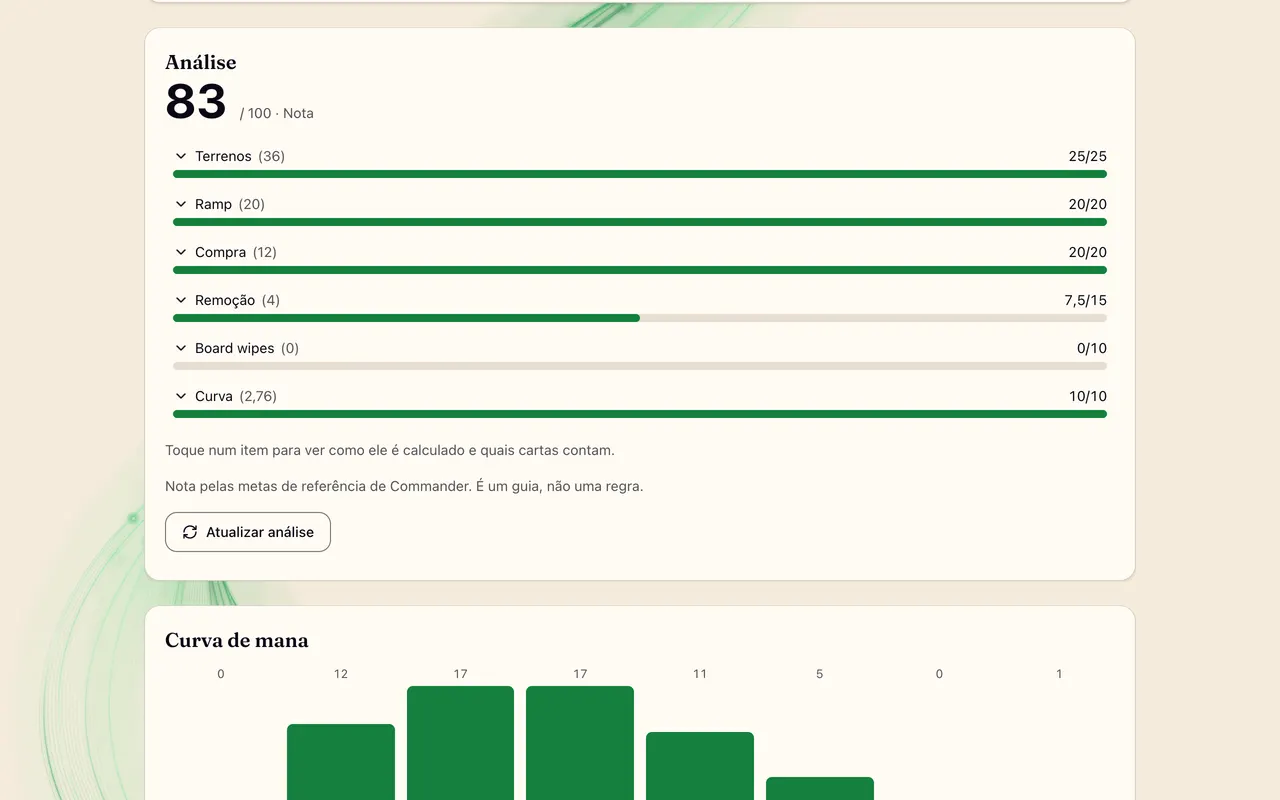 Análise
83 / 100 · Nota
Terrenos (36) 25/25
Ramp (20) 20/20
Compra (12) 20/20
Remoção (4) 7,5/15
Board wipes (0) 0/10
Curva (2,76) 10/10
Toque num item para ver como ele é calculado e quais cartas contam.
Nota pelas metas de referência de Commander. É um guia, não uma regra.
Atualizar análise
Curva de mana
0 12 17 17 11 5 0 1